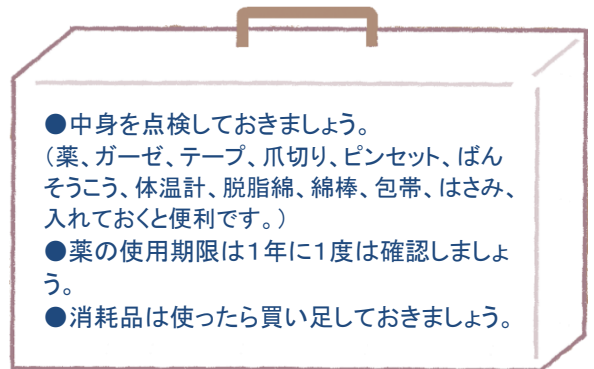 ●中身を点検しておきましょう。
（薬、ガーゼ、テープ、爪切り、ピンセット、ばん
そうこう、体温計、脱脂綿、綿棒、包帯、はさみ、
入れておくと便利です。）
●薬の使用期限は１年に１度は確認しましょ
う。
●消耗品は使ったら買い足しておきましょう。